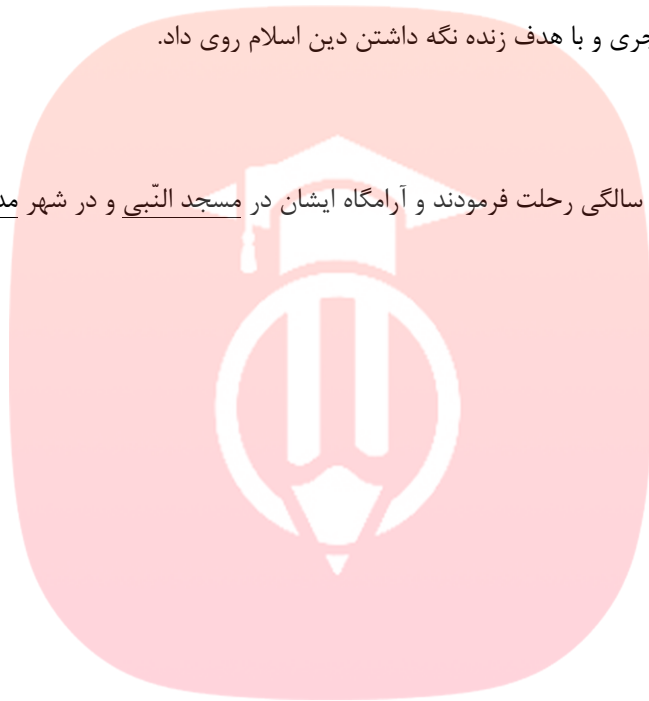 جری و با هدف زنده نگه داشتن دین اسلام روی داد.
سالگی رحلت فرمودند و آرامگاه ایشان در مسجد النّبی و در شهر